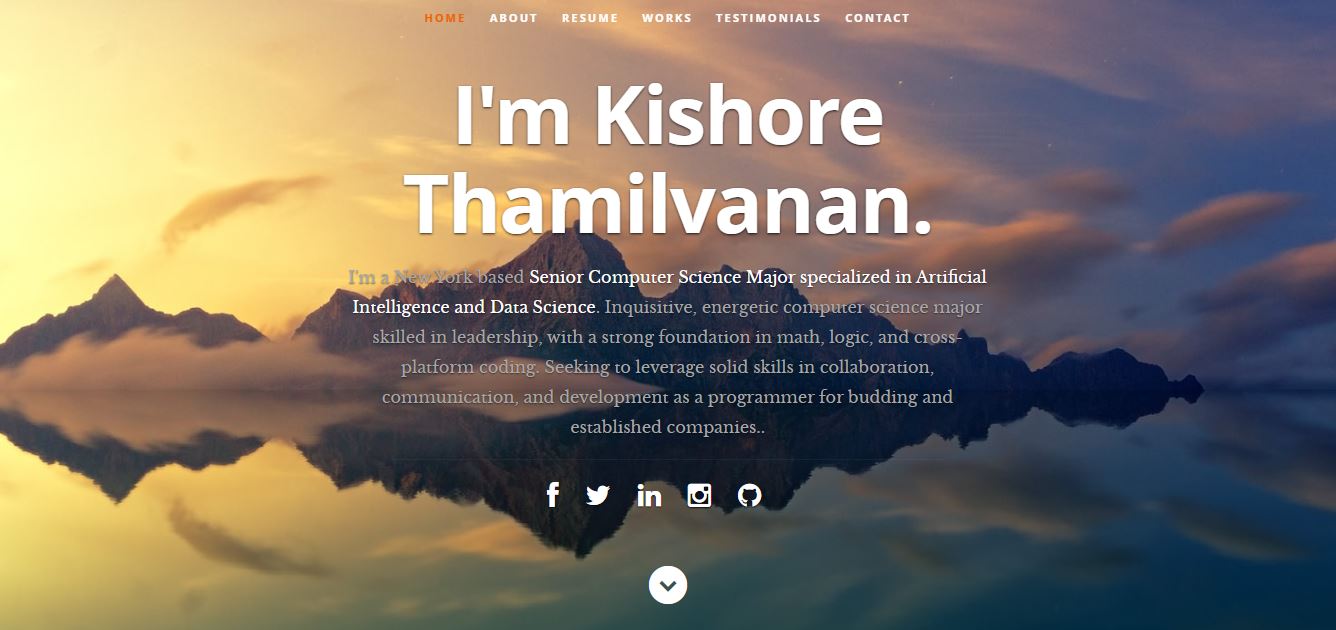 HOME ABOUT RESUME WORKS TESTIMONIALS CONTACT
I'm Kishore
Thamilvanan.
I'm a New York based Senior Computer Science Major specialized in Artificial
Intelligence and Data Science. Inquisitive, energetic computer science major
skilled in leadership, with a strong foundation in math, logic, and cross-
platform coding. Seeking to leverage solid skills in collaboration,
communication, and development as a programmer for budding and
established companies..